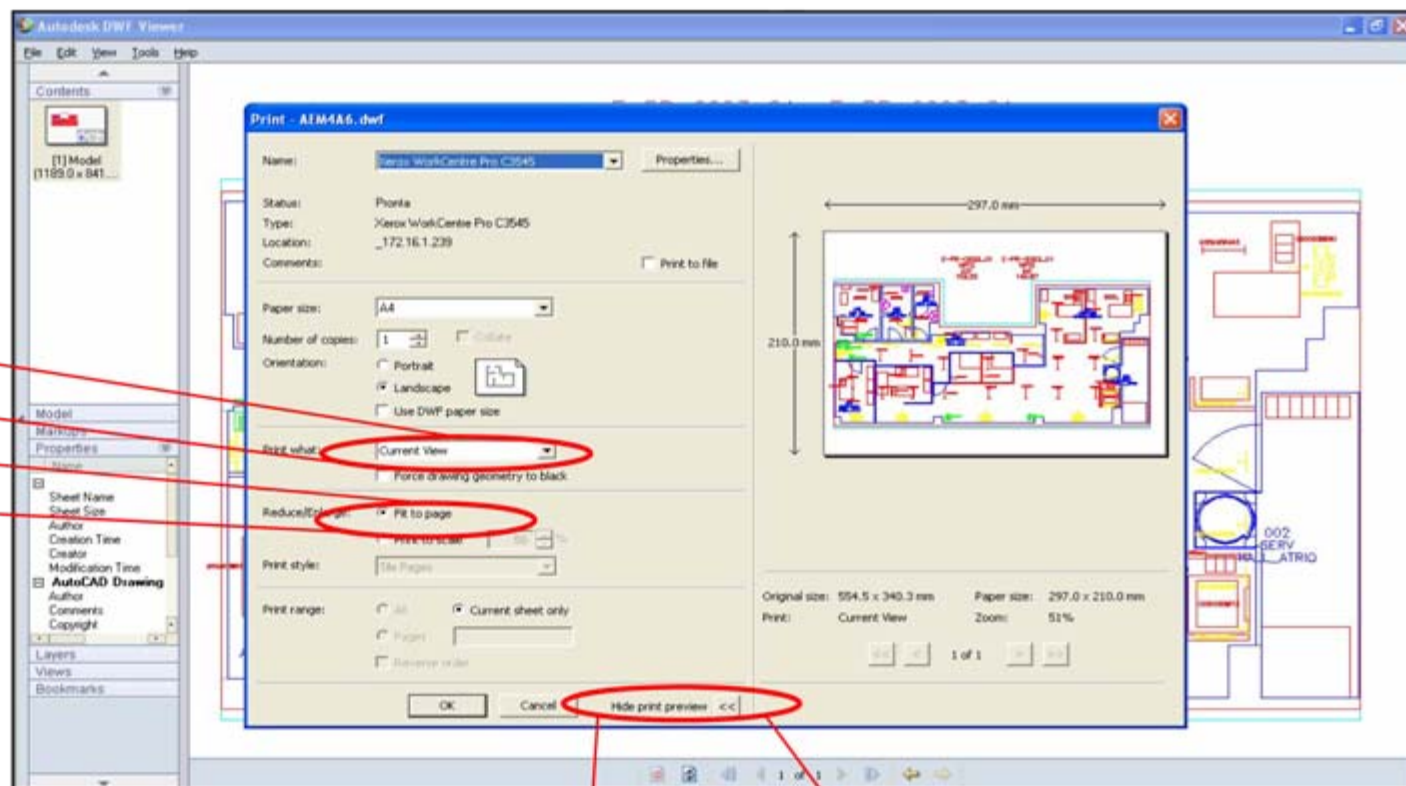 Autodesk DWF Viewer
File Edit View Tools Help
Contents
[1] Model
(1189.0 x 841....
Model
Markups
Properties
Name
Sheet Name
Sheet Size
Author
Creation Time
Creator
Modification Time
AutoCAD Drawing
Author
Comments
Copyright
Layers
Views
Bookmarks
Print - AEM4A6.dwf
Name: Xerox WorkCentre Pro C3545 Properties...
Status: Pronta
Type: Xerox WorkCentre Pro C3545
Location: _172.16.1.239
Comments: Print to file
Paper size: A4
Number of copies: 1 Collate
Orientation: Portrait
Landscape
Use DWF paper size
Print what: Current View
Force drawing geometry to black
Reduce/Enlarge: Fit to page
Print to scale %
Print style: Tile Pages
Print range: All Current sheet only
Pages
Reverse order
OK Cancel Hide print preview <<
297.0 mm
210.0 mm
Original size: 554.5 x 340.3 mm Paper size: 297.0 x 210.0 mm
Print: Current View Zoom: 51%
<< < 1 of 1 > >>
002
SERV
HALL_ATRIO
1 of 1